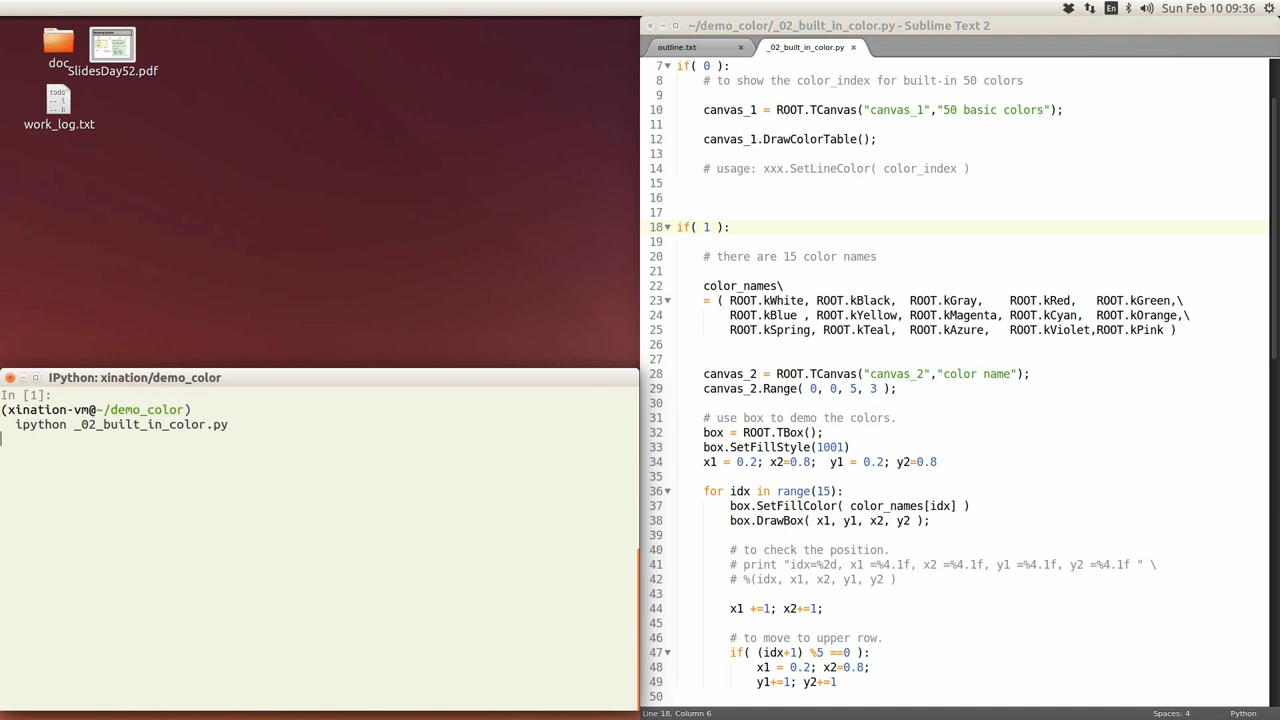 En
Sun Feb 10 09:36
doc
SlidesDay52.pdf
todo
work_log.txt
~/demo_color/_02_built_in_color.py - Sublime Text 2
outline.txt
_02_built_in_color.py
7 if( 0 ):
8 # to show the color_index for built-in 50 colors
9
10 canvas_1 = ROOT.TCanvas("canvas_1","50 basic colors");
11
12 canvas_1.DrawColorTable();
13
14 # usage: xxx.SetLineColor( color_index )
15
16
17
18 if( 1 ):
19
20 # there are 15 color names
21
22 color_names\
23 = ( ROOT.kWhite, ROOT.kBlack, ROOT.kGray, ROOT.kRed, ROOT.kGreen,\
24 ROOT.kBlue , ROOT.kYellow, ROOT.kMagenta, ROOT.kCyan, ROOT.kOrange,\
25 ROOT.kSpring, ROOT.kTeal, ROOT.kAzure, ROOT.kViolet,ROOT.kPink )
26
27
28 canvas_2 = ROOT.TCanvas("canvas_2","color name");
29 canvas_2.Range( 0, 0, 5, 3 );
30
31 # use box to demo the colors.
32 box = ROOT.TBox();
33 box.SetFillStyle(1001)
34 x1 = 0.2; x2=0.8; y1 = 0.2; y2=0.8
35
36 for idx in range(15):
37 box.SetFillColor( color_names[idx] )
38 box.DrawBox( x1, y1, x2, y2 );
39
40 # to check the position.
41 # print "idx=%2d, x1 =%4.1f, x2 =%4.1f, y1 =%4.1f, y2 =%4.1f " \
42 # %(idx, x1, x2, y1, y2 )
43
44 x1 +=1; x2+=1;
45
46 # to move to upper row.
47 if( (idx+1) %5 ==0 ):
48 x1 = 0.2; x2=0.8;
49 y1+=1; y2+=1
50
Line 18, Column 6
Spaces: 4
Python
IPython: xination/demo_color
In [1]:
(xination-vm@~/demo_color)
ipython _02_built_in_color.py